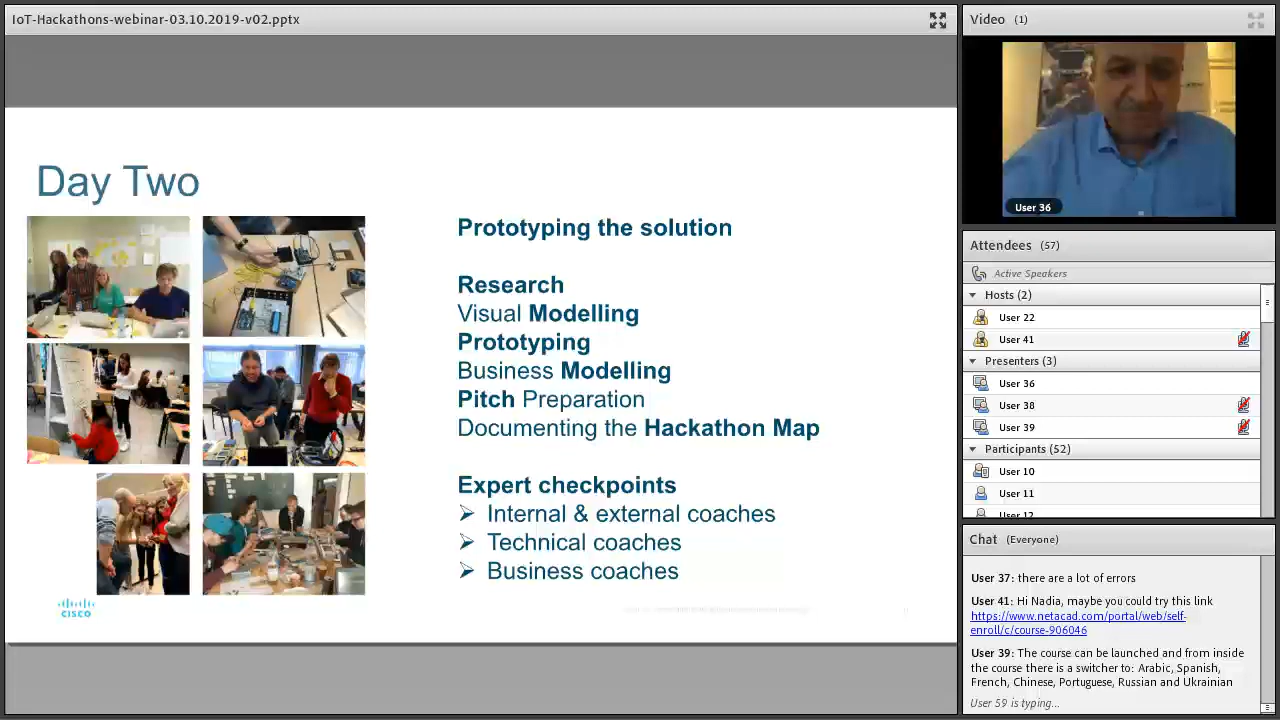 IoT-Hackathons-webinar-03.10.2019-v02.pptx
Day Two
Prototyping the solution
Research
Visual Modelling
Prototyping
Business Modelling
Pitch Preparation
Documenting the Hackathon Map
Expert checkpoints
➢ Internal & external coaches
➢ Technical coaches
➢ Business coaches
CISCO
Video (1)
User 36
Attendees (57)
Active Speakers
Hosts (2)
User 22
User 41
Presenters (3)
User 36
User 38
User 39
Participants (52)
User 10
User 11
User 12
Chat (Everyone)
User 37: there are a lot of errors
User 41: Hi Nadia, maybe you could try this link
https://www.netacad.com/portal/web/self-
enroll/c/course-906046
User 39: The course can be launched and from inside
the course there is a switcher to: Arabic, Spanish,
French, Chinese, Portuguese, Russian and Ukrainian
User 59 is typing...